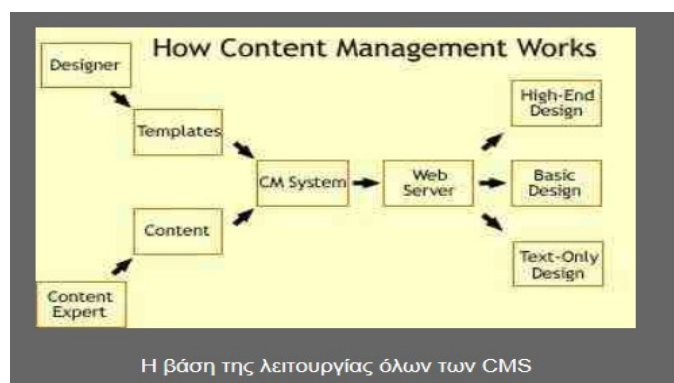 How Content Management Works
Designer
Templates
Content
Content
Expert
CM System
Web
Server
High-End
Design
Basic
Design
Text-Only
Design
Η βάση της λειτουργίας όλων των CMS